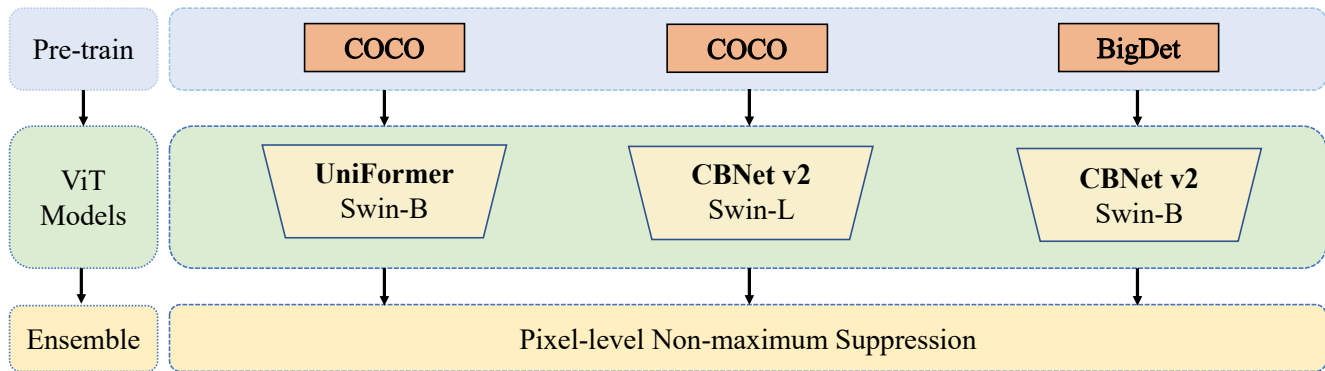 Pre-train
COCO
COCO
BigDet
ViT
Models
UniFormer
Swin-B
CBNet v2
Swin-L
CBNet v2
Swin-B
Ensemble
Pixel-level Non-maximum Suppression